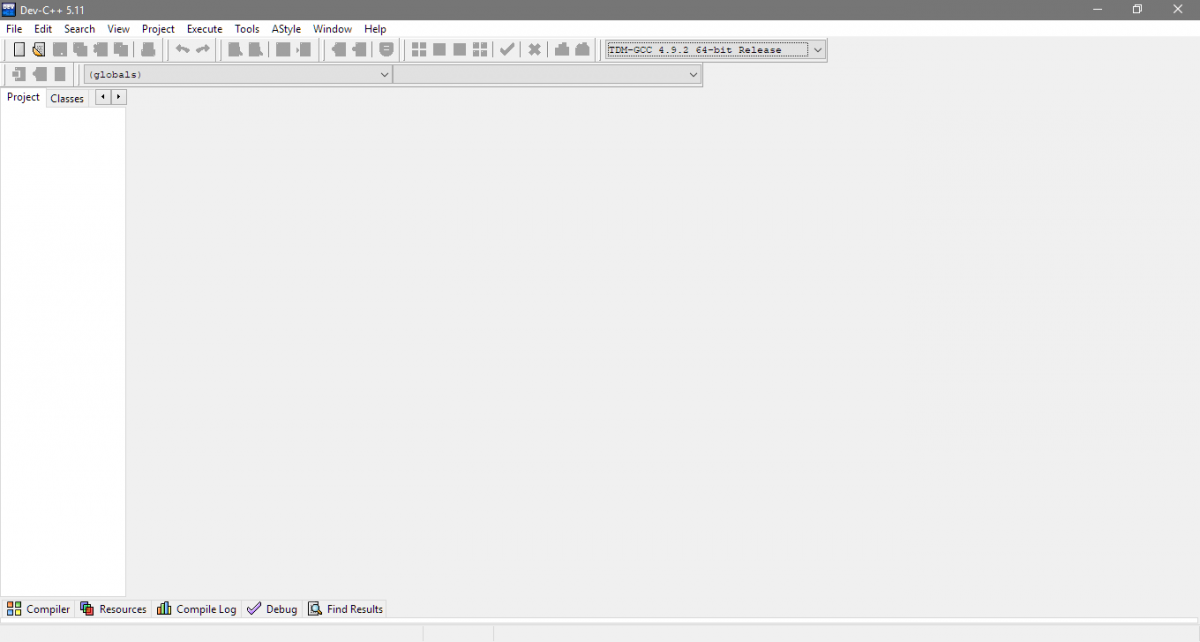 Dev-C++ 5.11
File Edit Search View Project Execute Tools AStyle Window Help
TDM-GCC 4.9.2 64-bit Release
(globals)
Project Classes
Compiler Resources Compile Log Debug Find Results